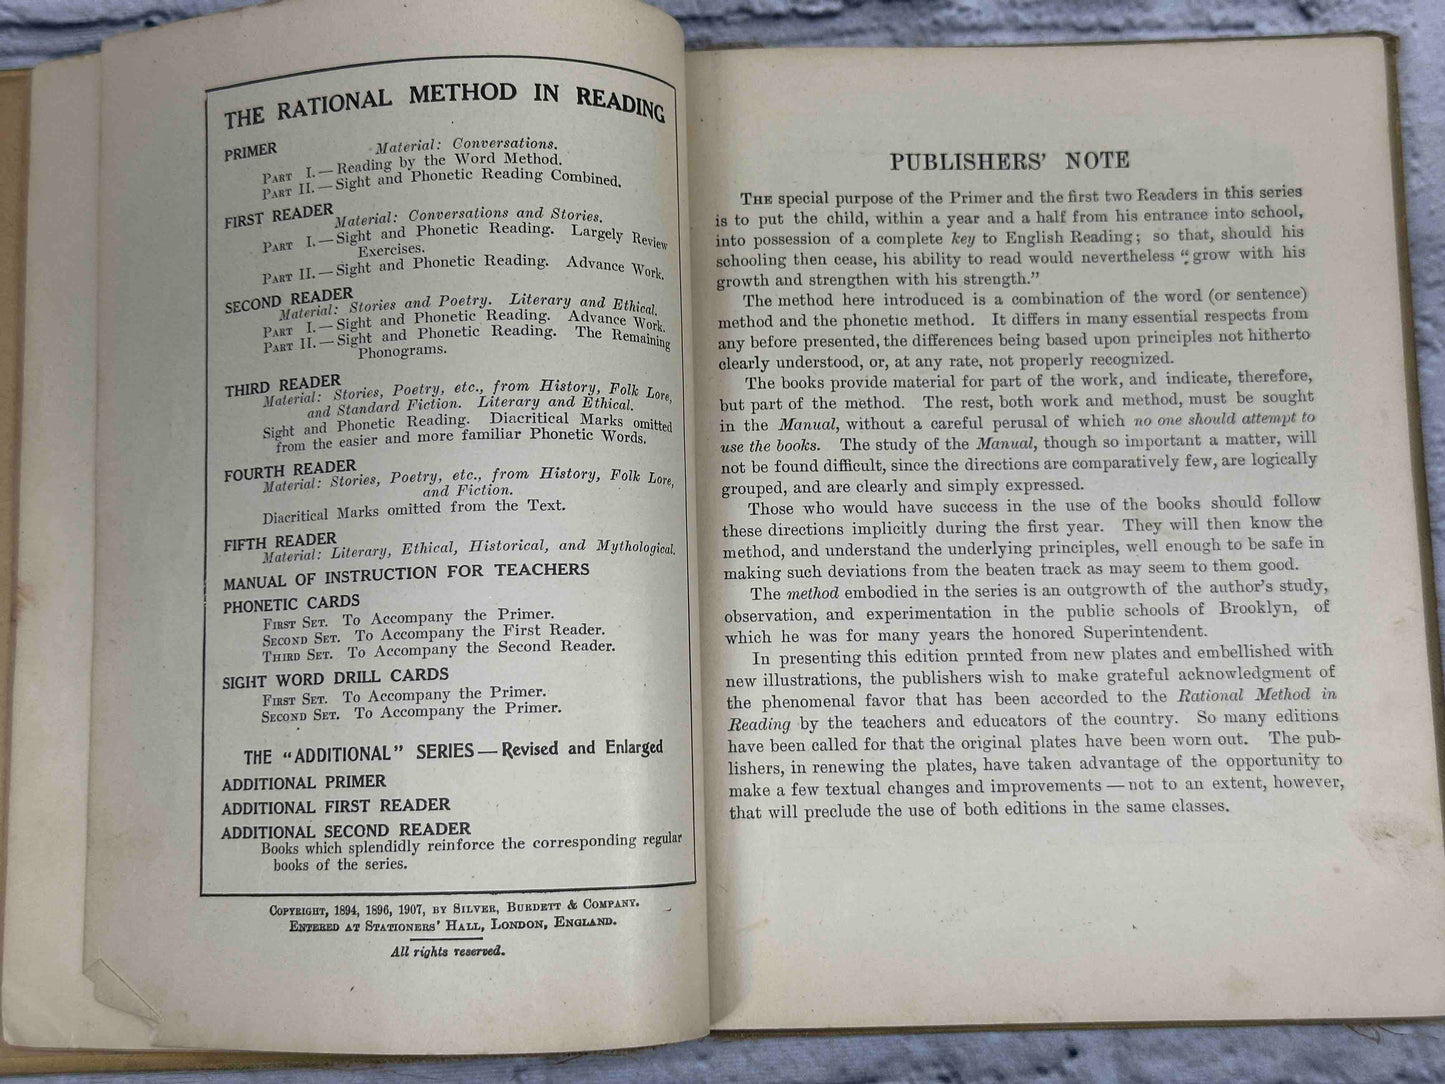 THE RATIONAL METHOD IN READING
PRIMER
Material: Conversations.
PART I.—Reading by the Word Method.
PART II.—Sight and Phonetic Reading Combined.
FIRST READER
Material: Conversations and Stories.
PART I.—Sight and Phonetic Reading. Largely Review
Exercises.
PART II.—Sight and Phonetic Reading. Advance Work.
SECOND READER
Material: Stories and Poetry. Literary and Ethical.
PART I.—Sight and Phonetic Reading. Advance Work.
PART II.—Sight and Phonetic Reading. The Remaining
Phonograms.
THIRD READER
Material: Stories, Poetry, etc., from History, Folk Lore,
and Standard Fiction. Literary and Ethical.
Sight and Phonetic Reading. Diacritical Marks omitted
from the easier and more familiar Phonetic Words.
FOURTH READER
Material: Stories, Poetry, etc., from History, Folk Lore,
and Fiction.
Diacritical Marks omitted from the Text.
FIFTH READER
Material: Literary, Ethical, Historical, and Mythological.
MANUAL OF INSTRUCTION FOR TEACHERS
PHONETIC CARDS
FIRST SET. To Accompany the Primer.
SECOND SET. To Accompany the First Reader.
THIRD SET. To Accompany the Second Reader.
SIGHT WORD DRILL CARDS
FIRST SET. To Accompany the Primer.
SECOND SET. To Accompany the Primer.
THE "ADDITIONAL" SERIES—Revised and Enlarged
ADDITIONAL PRIMER
ADDITIONAL FIRST READER
ADDITIONAL SECOND READER
Books which splendidly reinforce the corresponding regular
books of the series.
COPYRIGHT, 1894, 1896, 1907, BY SILVER, BURDETT & COMPANY.
ENTERED AT STATIONERS' HALL, LONDON, ENGLAND.
All rights reserved.
PUBLISHERS' NOTE
THE special purpose of the Primer and the first two Readers in this series
is to put the child, within a year and a half from his entrance into school,
into possession of a complete key to English Reading; so that, should his
schooling then cease, his ability to read would nevertheless "grow with his
growth and strengthen with his strength."
The method here introduced is a combination of the word (or sentence)
method and the phonetic method. It differs in many essential respects from
any before presented, the differences being based upon principles not hitherto
clearly understood, or, at any rate, not properly recognized.
The books provide material for part of the work, and indicate, therefore,
but part of the method. The rest, both work and method, must be sought
in the Manual, without a careful perusal of which no one should attempt to
use the books. The study of the Manual, though so important a matter, will
not be found difficult, since the directions are comparatively few, are logically
grouped, and are clearly and simply expressed.
Those who would have success in the use of the books should follow
these directions implicitly during the first year. They will then know the
method, and understand the underlying principles, well enough to be safe in
making such deviations from the beaten track as may seem to them good.
The method embodied in the series is an outgrowth of the author's study,
observation, and experimentation in the public schools of Brooklyn, of
which he was for many years the honored Superintendent.
In presenting this edition printed from new plates and embellished with
new illustrations, the publishers wish to make grateful acknowledgment of
the phenomenal favor that has been accorded to the Rational Method in
Reading by the teachers and educators of the country. So many editions
have been called for that the original plates have been worn out. The pub-
lishers, in renewing the plates, have taken advantage of the opportunity to
make a few textual changes and improvements—not to an extent, however,
that will preclude the use of both editions in the same classes.